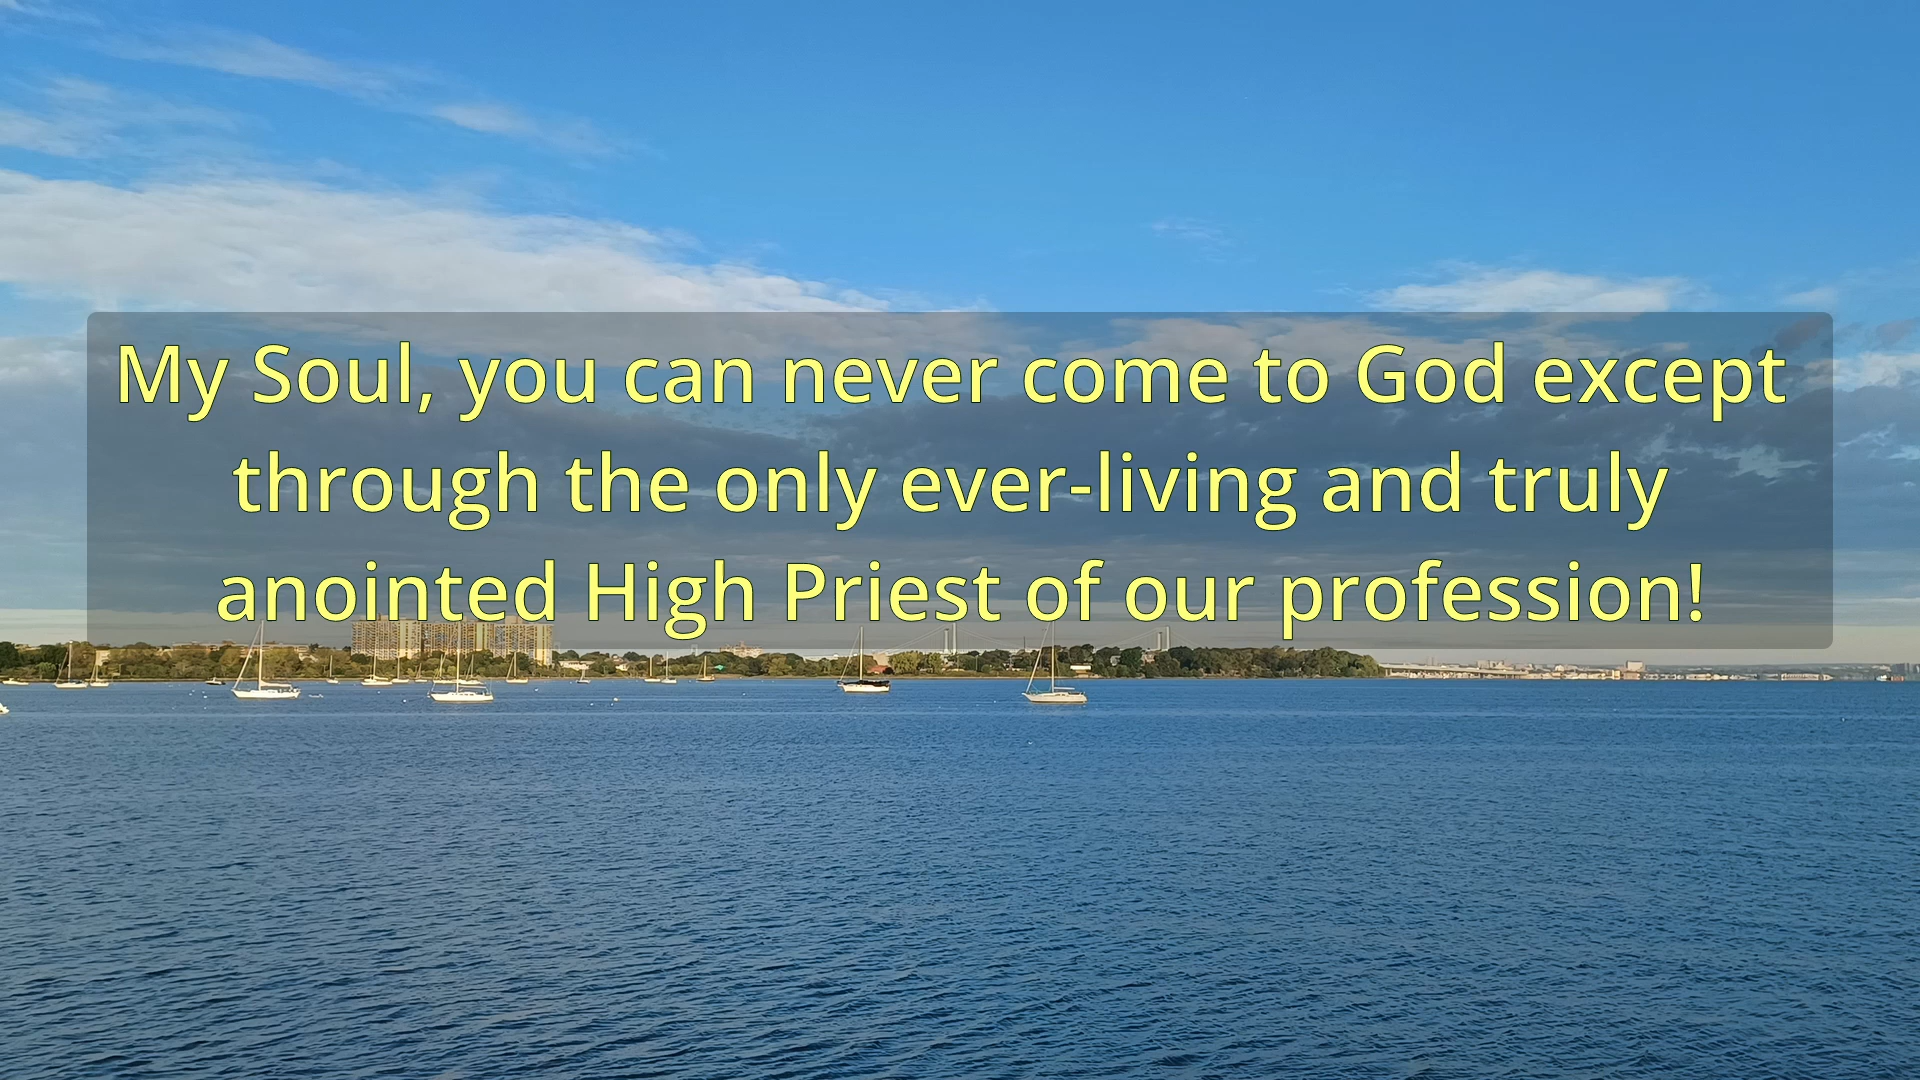 My Soul, you can never come to God except
through the only ever-living and truly
anointed High Priest of our profession!